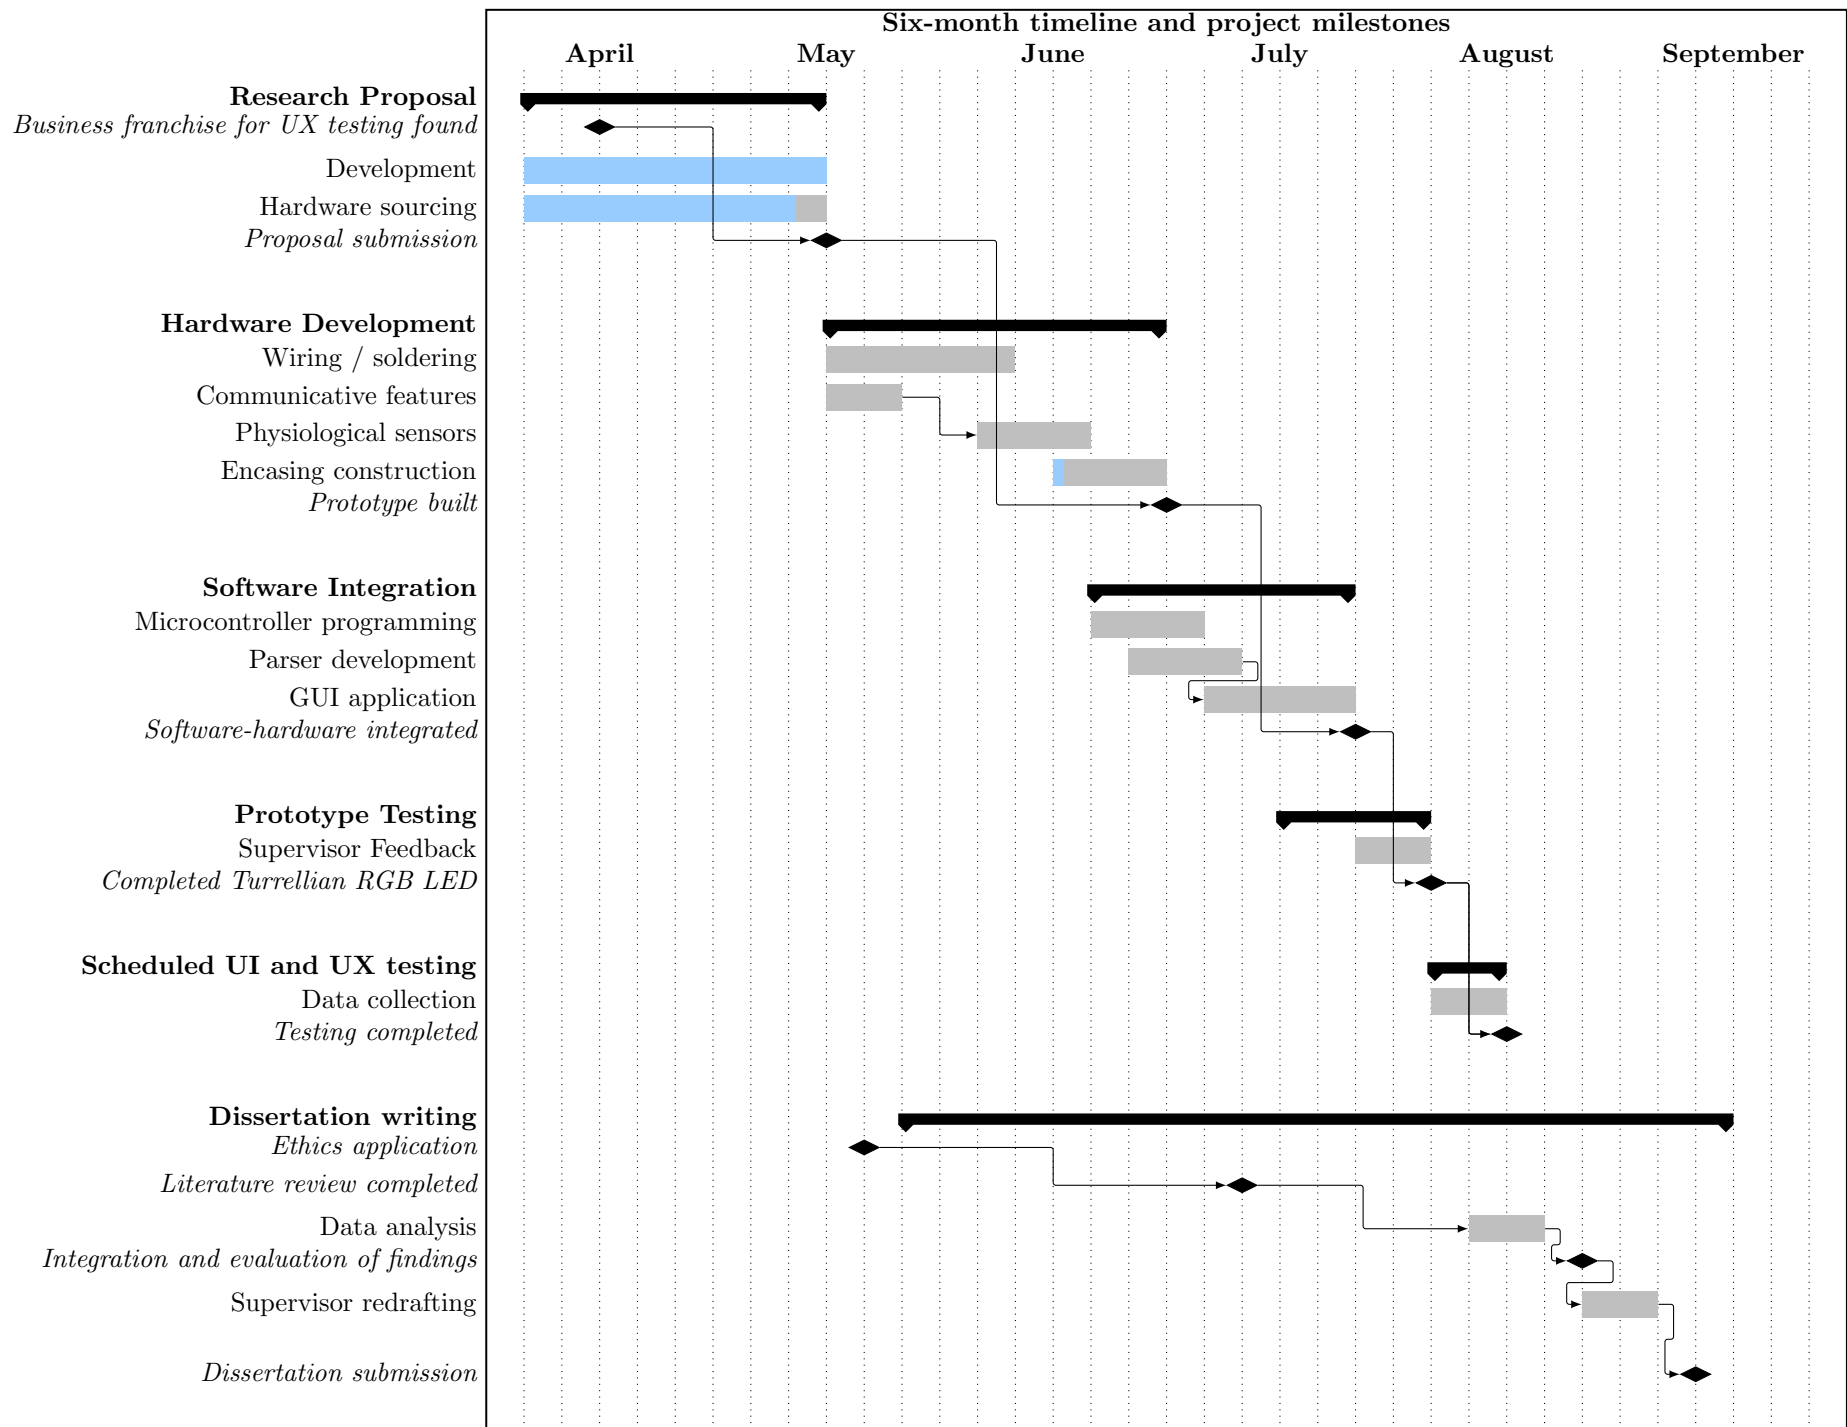 Six-month timeline and project milestones
April May June July August September
Research Proposal
Business franchise for UX testing found
Development
Hardware sourcing
Proposal submission
Hardware Development
Wiring / soldering
Communicative features
Physiological sensors
Encasing construction
Prototype built
Software Integration
Microcontroller programming
Parser development
GUI application
Software-hardware integrated
Prototype Testing
Supervisor Feedback
Completed Turrellian RGB LED
Scheduled UI and UX testing
Data collection
Testing completed
Dissertation writing
Ethics application
Literature review completed
Data analysis
Integration and evaluation of findings
Supervisor redrafting
Dissertation submission